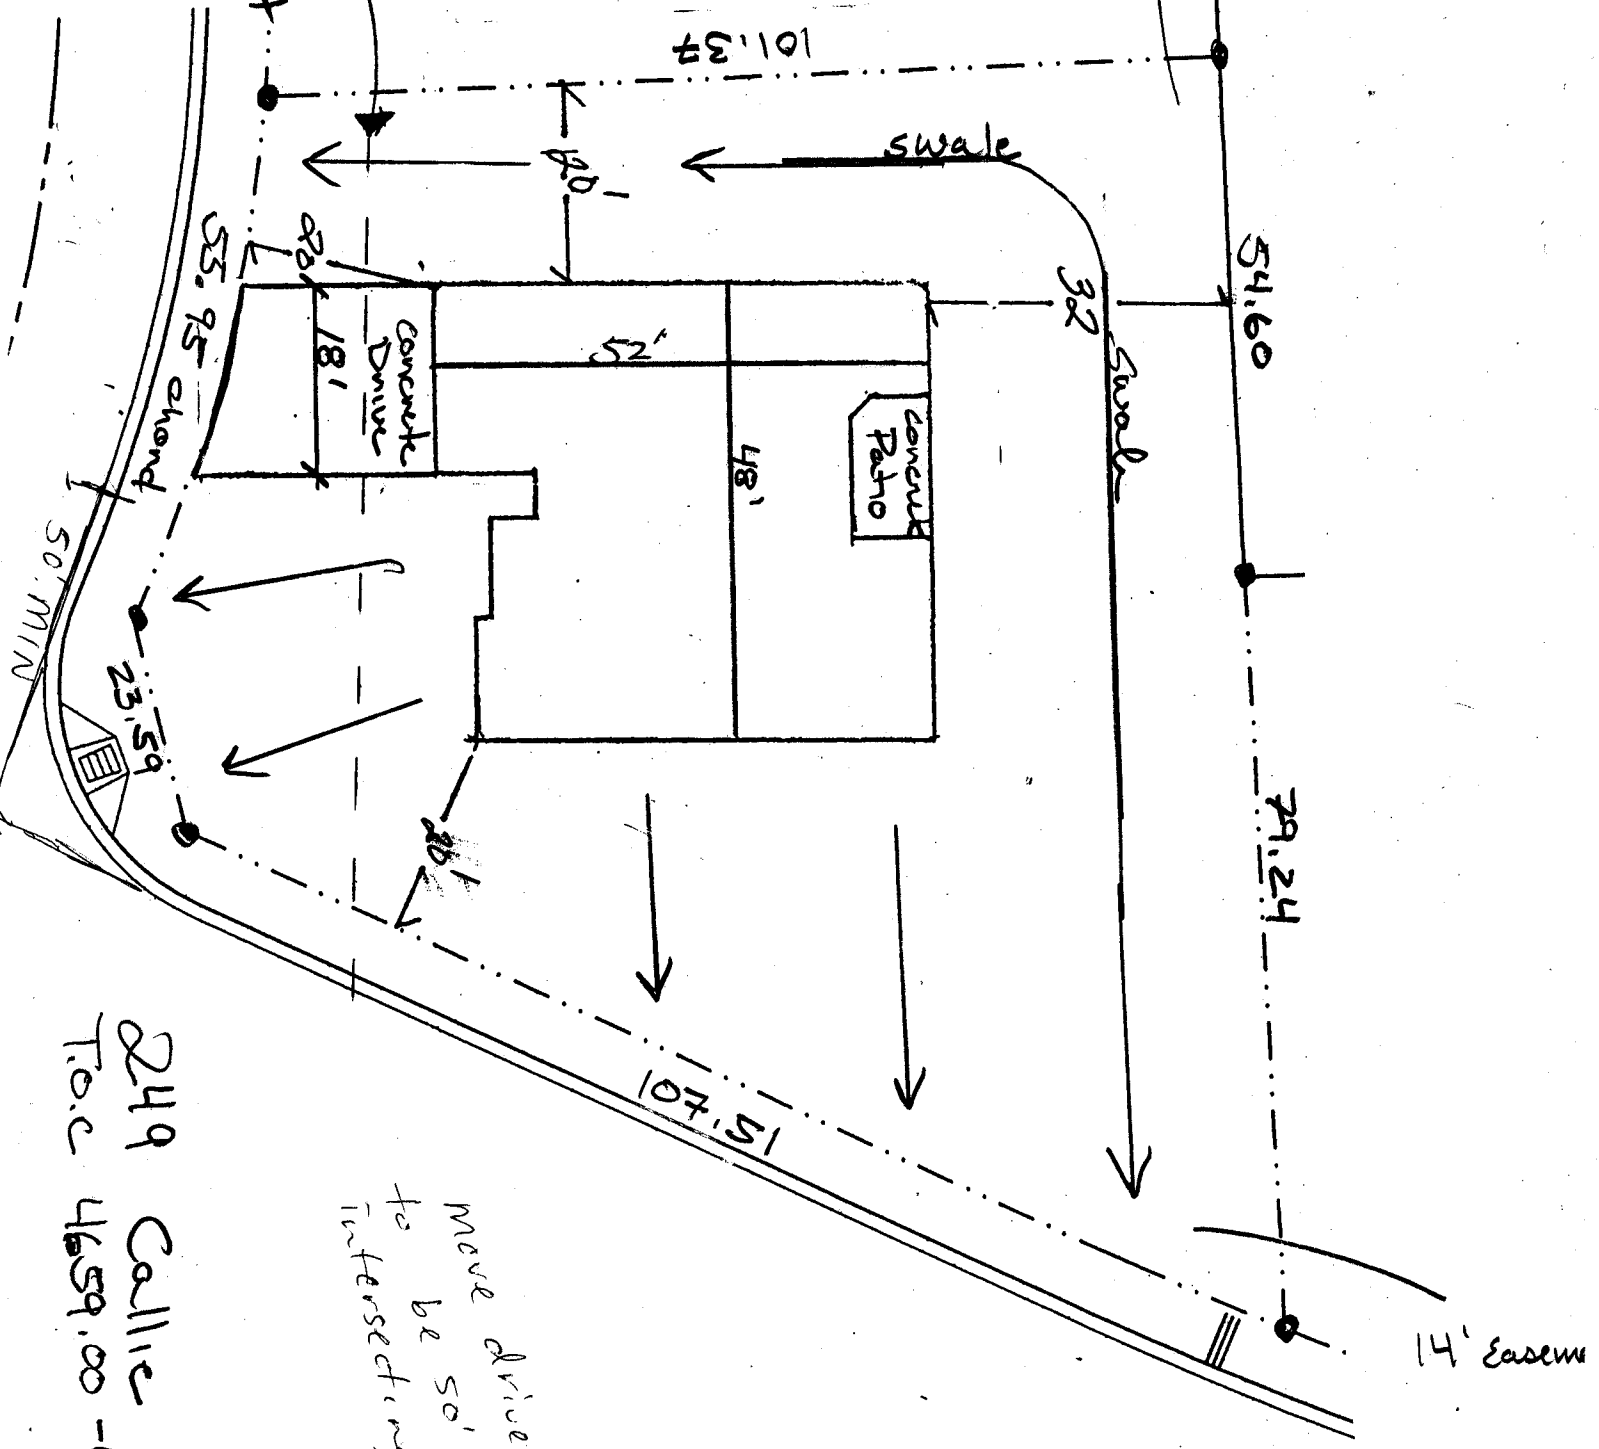 101.37
swale
20'
20'
53.95 chord
Concrete
Drive
18'
52'
48'
Concrete
Patio
32
Swale
54.60
79.24
50' MIN
23.59
20'
107.51
14' Easem
249 Callie
T.O.C 4659.00 -
Move drive
to be 50'
intersection